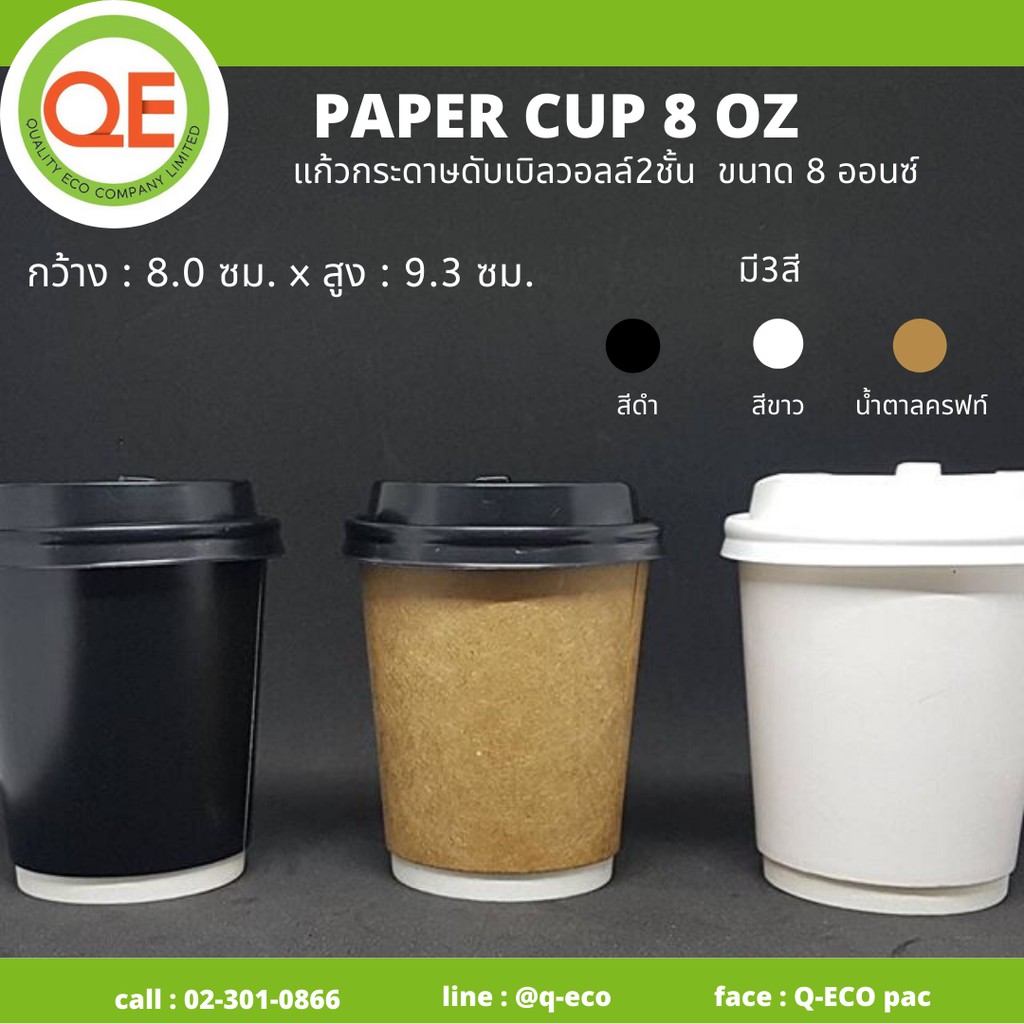 QE
QUALITY ECO COMPANY LIMITED
PAPER CUP 8 OZ
แก้วกระดาษดับเบิลวอลล์2ชั้น ขนาด 8 ออนซ์
กว้าง : 8.0 ซม. x สูง : 9.3 ซม.
มี3สี
สีดำ สีขาว น้ำตาลครฟท์
call : 02-301-0866 line : @q-eco face : Q-ECO pac